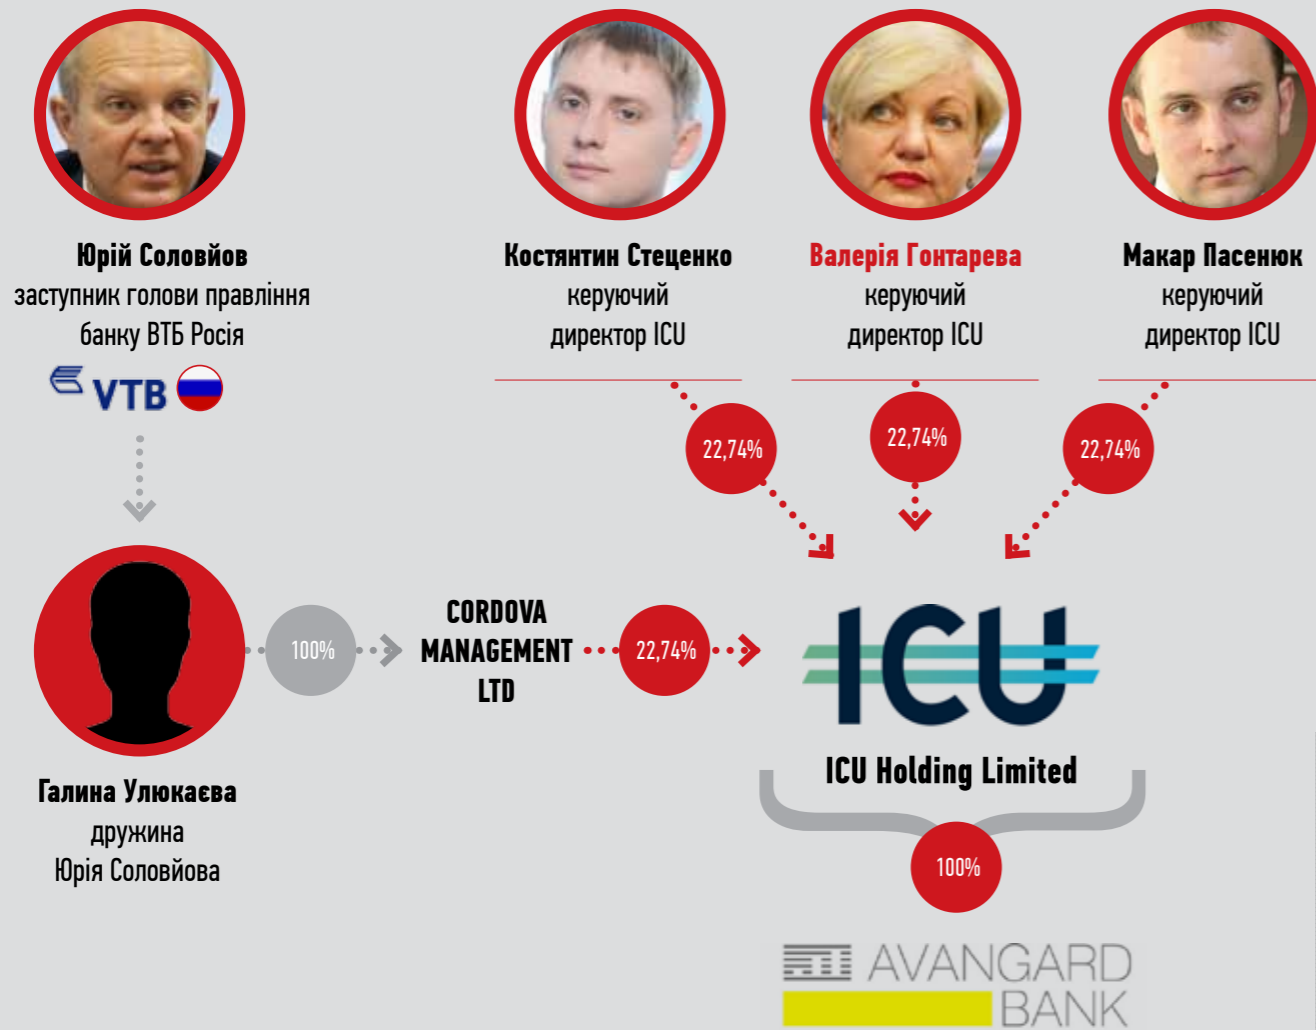 Юрій Соловйов
заступник голови правління
банку ВТБ Росія
VTB
Костянтин Стеценко
керуючий
директор ICU
Валерія Гонтарева
керуючий
директор ICU
Макар Пасенюк
керуючий
директор ICU
22,74%
22,74%
22,74%
100%
CORDOVA
MANAGEMENT
LTD
22,74%
ICU
ICU Holding Limited
Галина Улюкаєва
дружина
Юрія Соловйова
100%
AVANGARD
BANK